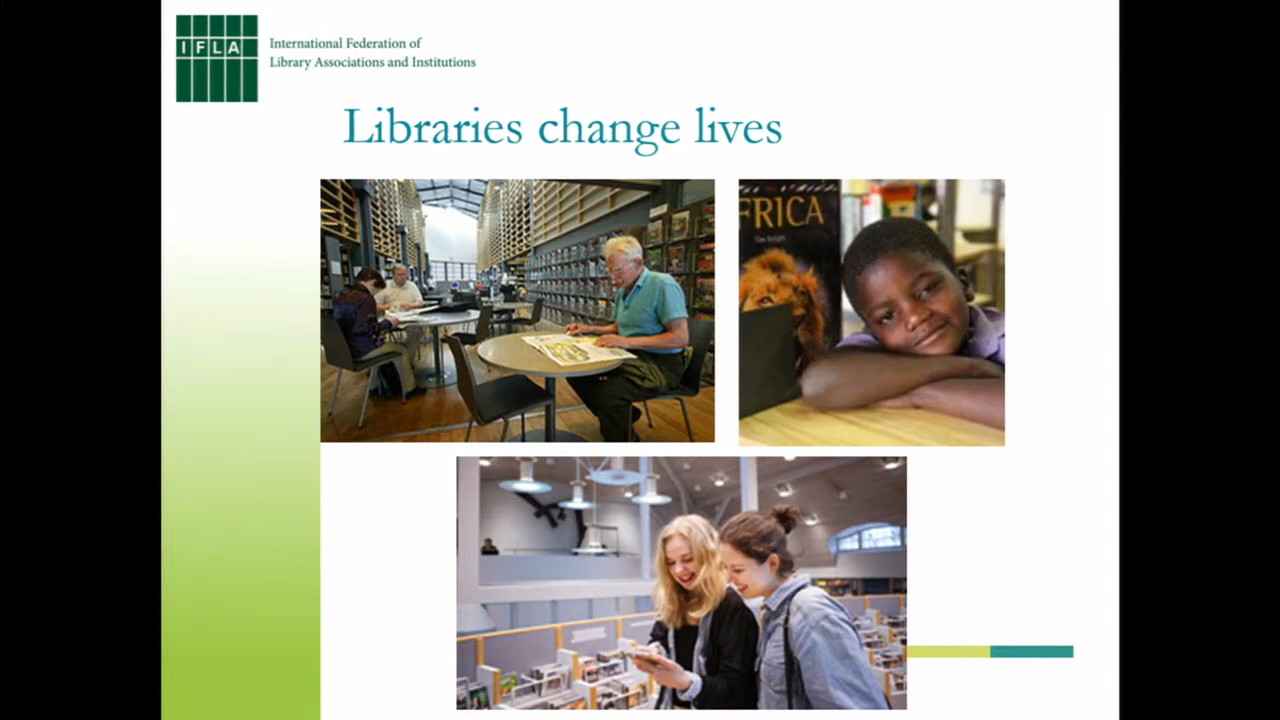 IFLA
International Federation of
Library Associations and Institutions
Libraries change lives
FRICA